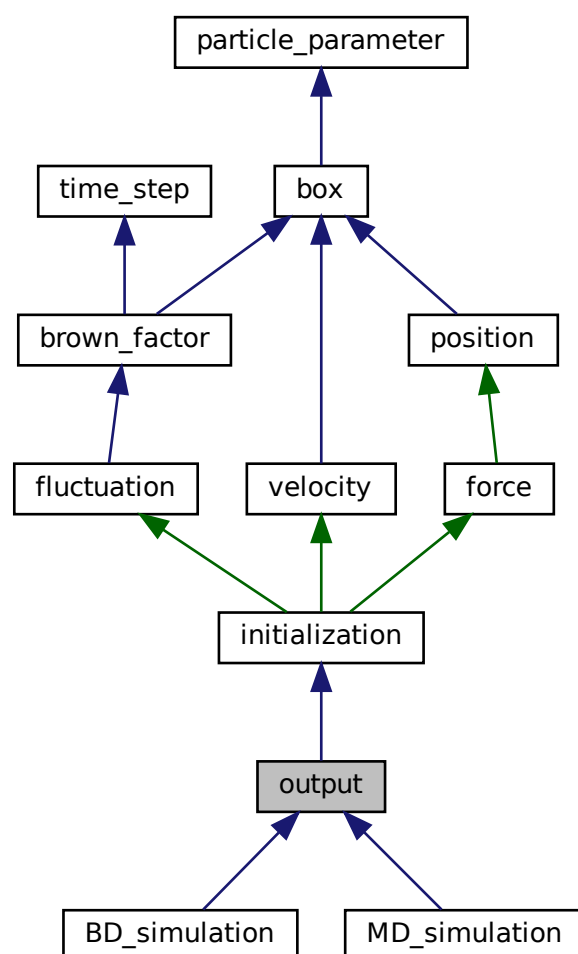 particle_parameter
time_step
box
brown_factor
position
fluctuation
velocity
force
initialization
output
BD_simulation
MD_simulation